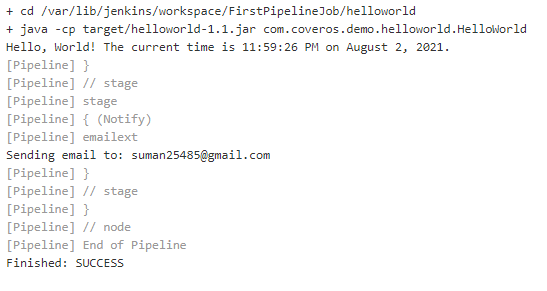 + cd /var/lib/jenkins/workspace/FirstPipelineJob/helloworld
+ java -cp target/helloworld-1.1.jar com.coveros.demo.helloworld.HelloWorld
Hello, World! The current time is 11:59:26 PM on August 2, 2021.
[Pipeline] }
[Pipeline] // stage
[Pipeline] stage
[Pipeline] { (Notify)
[Pipeline] emailext
Sending email to: suman25485@gmail.com
[Pipeline] }
[Pipeline] // stage
[Pipeline] }
[Pipeline] // node
[Pipeline] End of Pipeline
Finished: SUCCESS